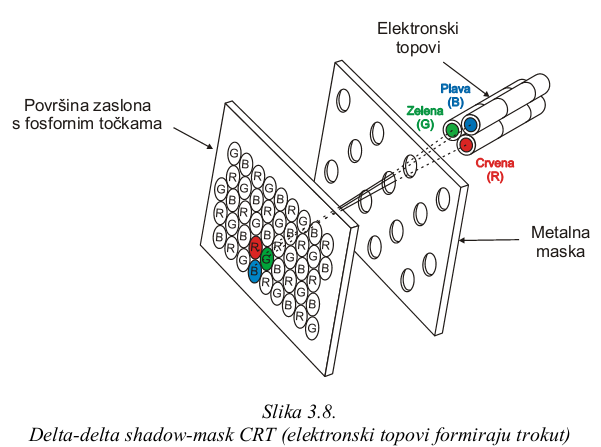 Elektronski
topovi
Plava
(B)
Zelena
(G)
Crvena
(R)
Površina zaslona
s fosfornim točkama
Metalna
maska
G
B
R
G
B
R
G
B
R
G
B
R
G
B
R
G
B
R
G
Slika 3.8.
Delta-delta shadow-mask CRT (elektronski topovi formiraju trokut)